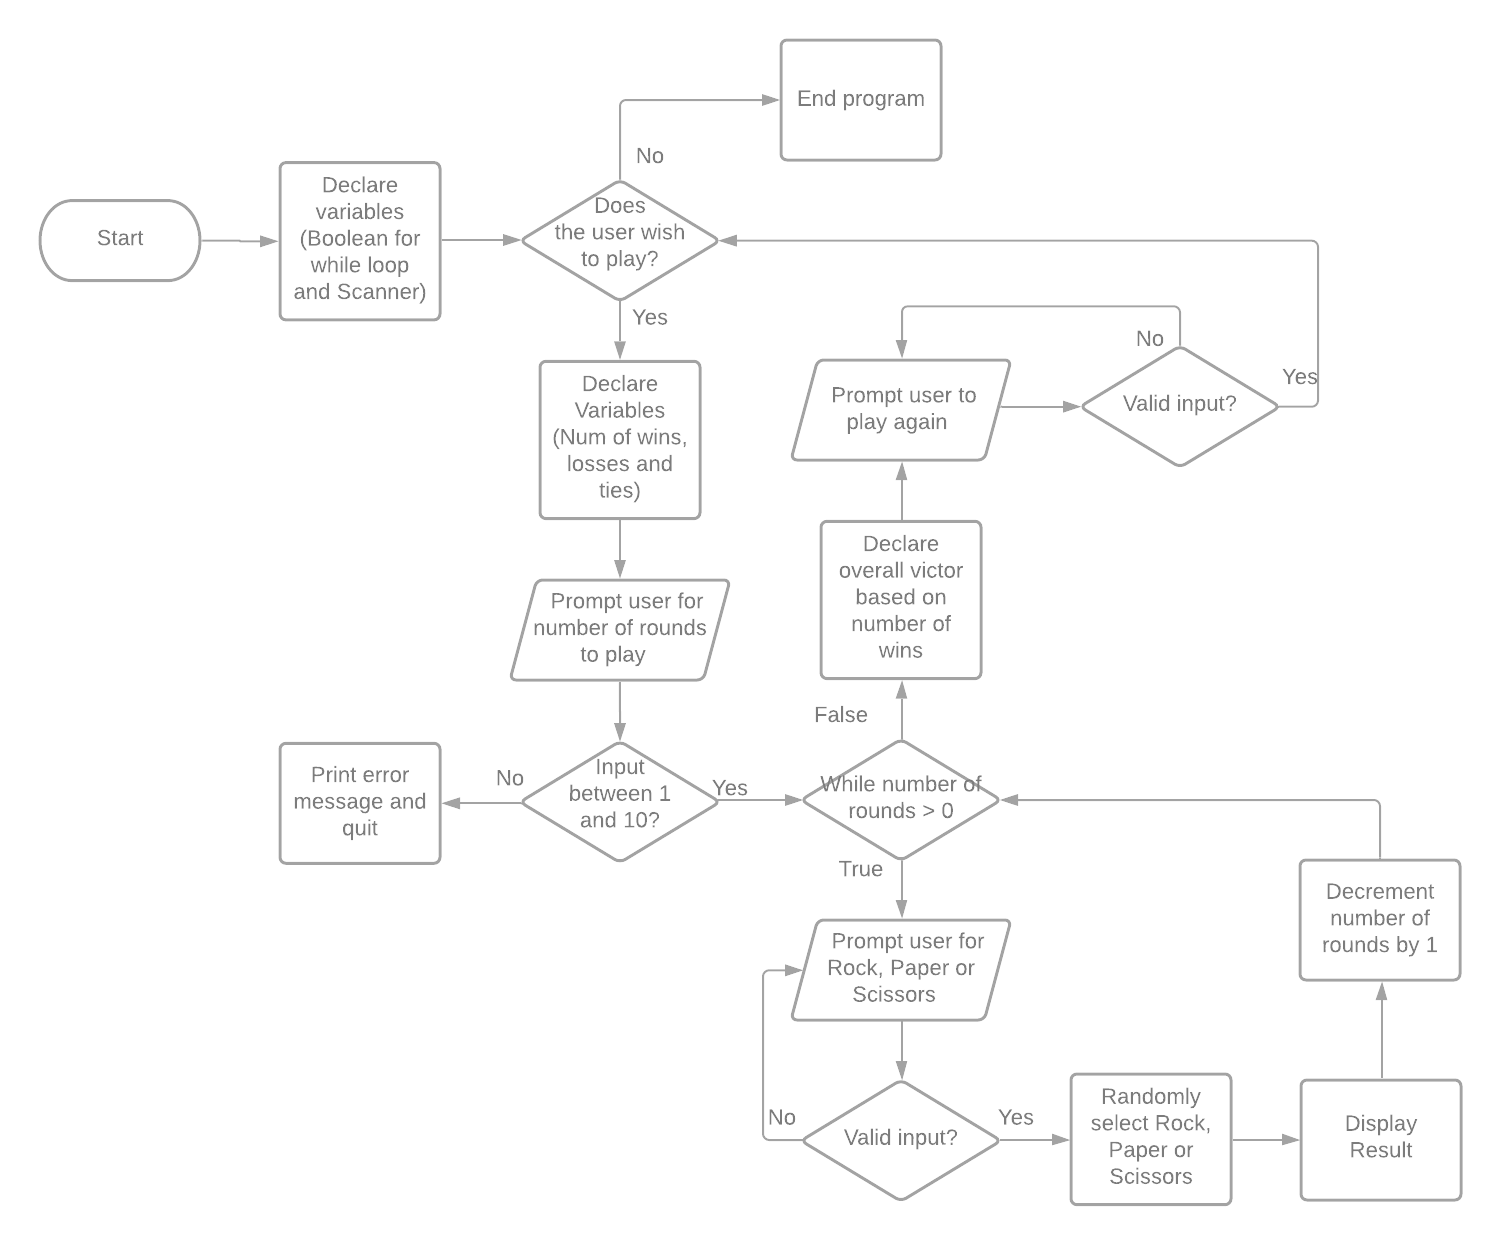 End program
No
Start
Declare
variables
(Boolean for
while loop
and Scanner)
Does
the user wish
to play?
Yes
Declare
Variables
(Num of wins,
losses and
ties)
Prompt user to
play again
No
Valid input?
Yes
Prompt user for
number of rounds
to play
Declare
overall victor
based on
number of
wins
False
Print error
message and
quit
No
Input
between 1
and 10?
Yes
While number of
rounds > 0
True
Prompt user for
Rock, Paper or
Scissors
Decrement
number of
rounds by 1
No
Valid input?
Yes
Randomly
select Rock,
Paper or
Scissors
Display
Result